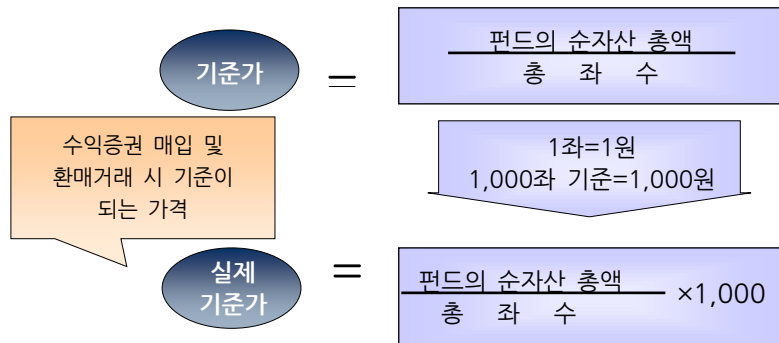 기준가
=
펀드의 순자산 총액
총 좌 수
수익증권 매입 및
환매거래 시 기준이
되는 가격
1좌=1원
1,000좌 기준=1,000원
실제
기준가
=
펀드의 순자산 총액
총 좌 수
×1,000